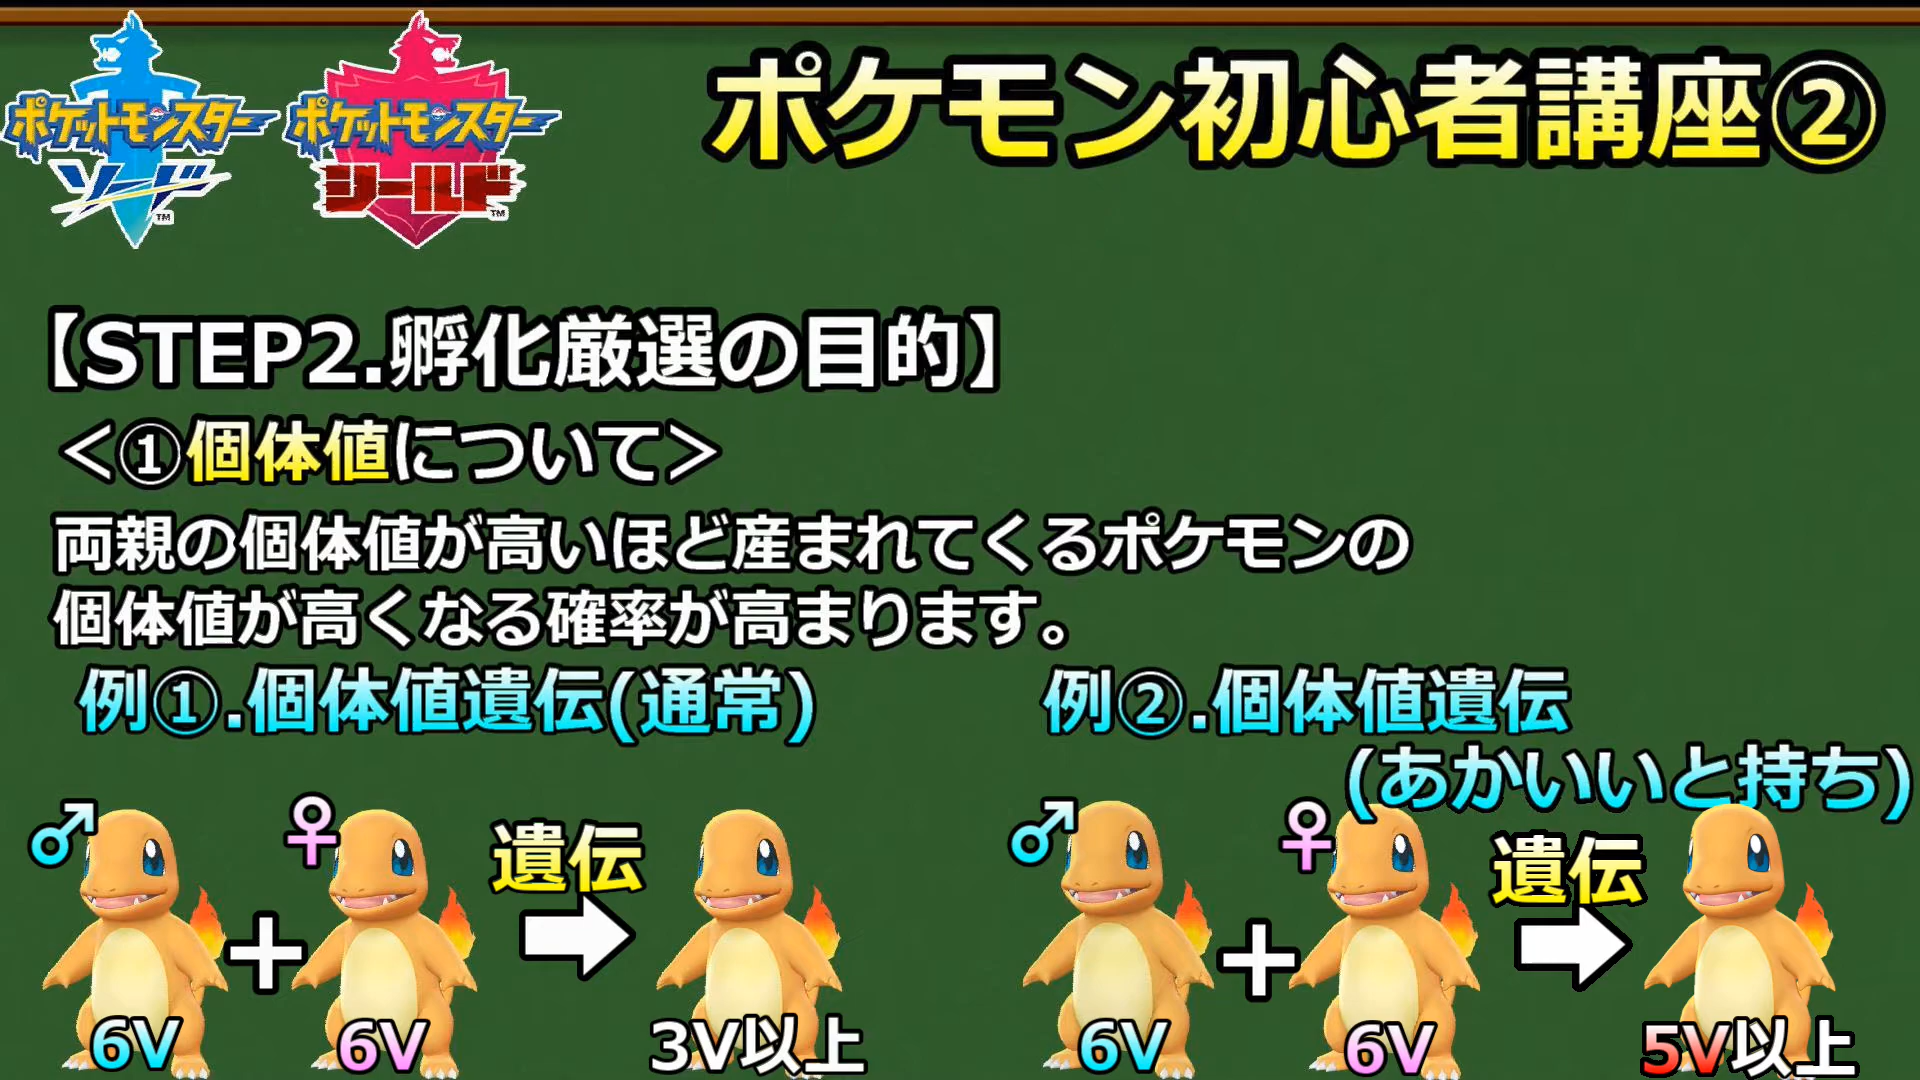 ポケットモンスター
ソード
TM
ポケットモンスター
シールド
TM
ポケモン初心者講座②
【STEP2.孵化厳選の目的】
＜①個体値について＞
両親の個体値が高いほど産まれてくるポケモンの
個体値が高くなる確率が高まります。
例①.個体値遺伝(通常)
♂
♀
遺伝
+
6V
6V
3V以上
例②.個体値遺伝
(あかいいと持ち)
♂
♀
遺伝
+
6V
6V
5V以上